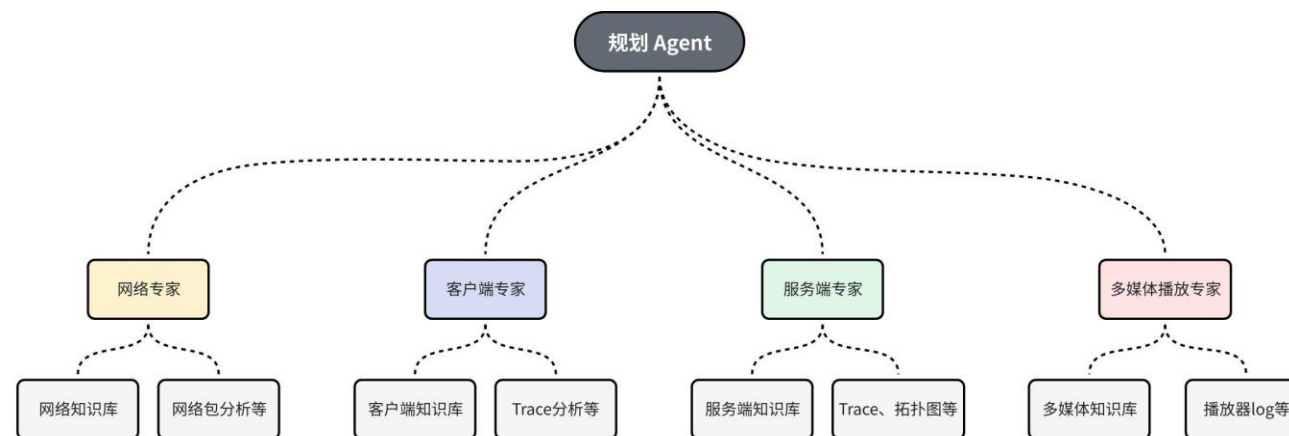 规划 Agent
网络专家
客户端专家
服务端专家
多媒体播放专家
网络知识库
网络包分析等
客户端知识库
Trace分析等
服务端知识库
Trace、拓扑图等
多媒体知识库
播放器log等